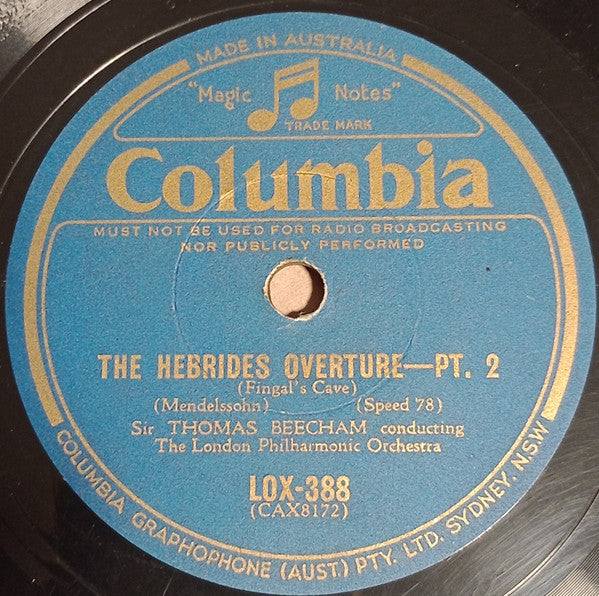 MADE IN AUSTRALIA
"Magic Notes"
TRADE MARK
Columbia
MUST NOT BE USED FOR RADIO BROADCASTING
NOR PUBLICLY PERFORMED
THE HEBRIDES OVERTURE—PT. 2
(Fingal's Cave)
(Mendelssohn) (Speed 78)
Sir THOMAS BEECHAM conducting
The London Philharmonic Orchestra
LOX-388
(CAX8172)
COLUMBIA GRAPHOPHONE (AUST.) PTY. LTD. SYDNEY, N.S.W